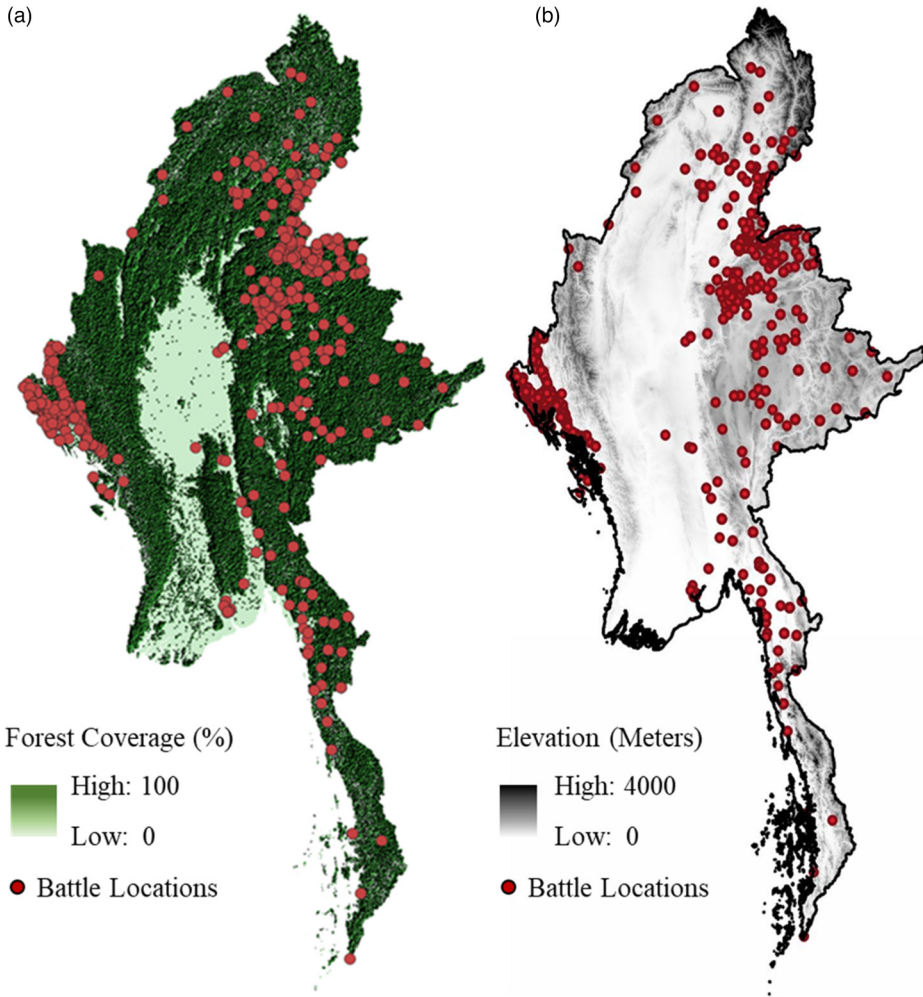 (a)
(b)
Forest Coverage (%)
High: 100
Low: 0
Battle Locations
Elevation (Meters)
High: 4000
Low: 0
Battle Locations